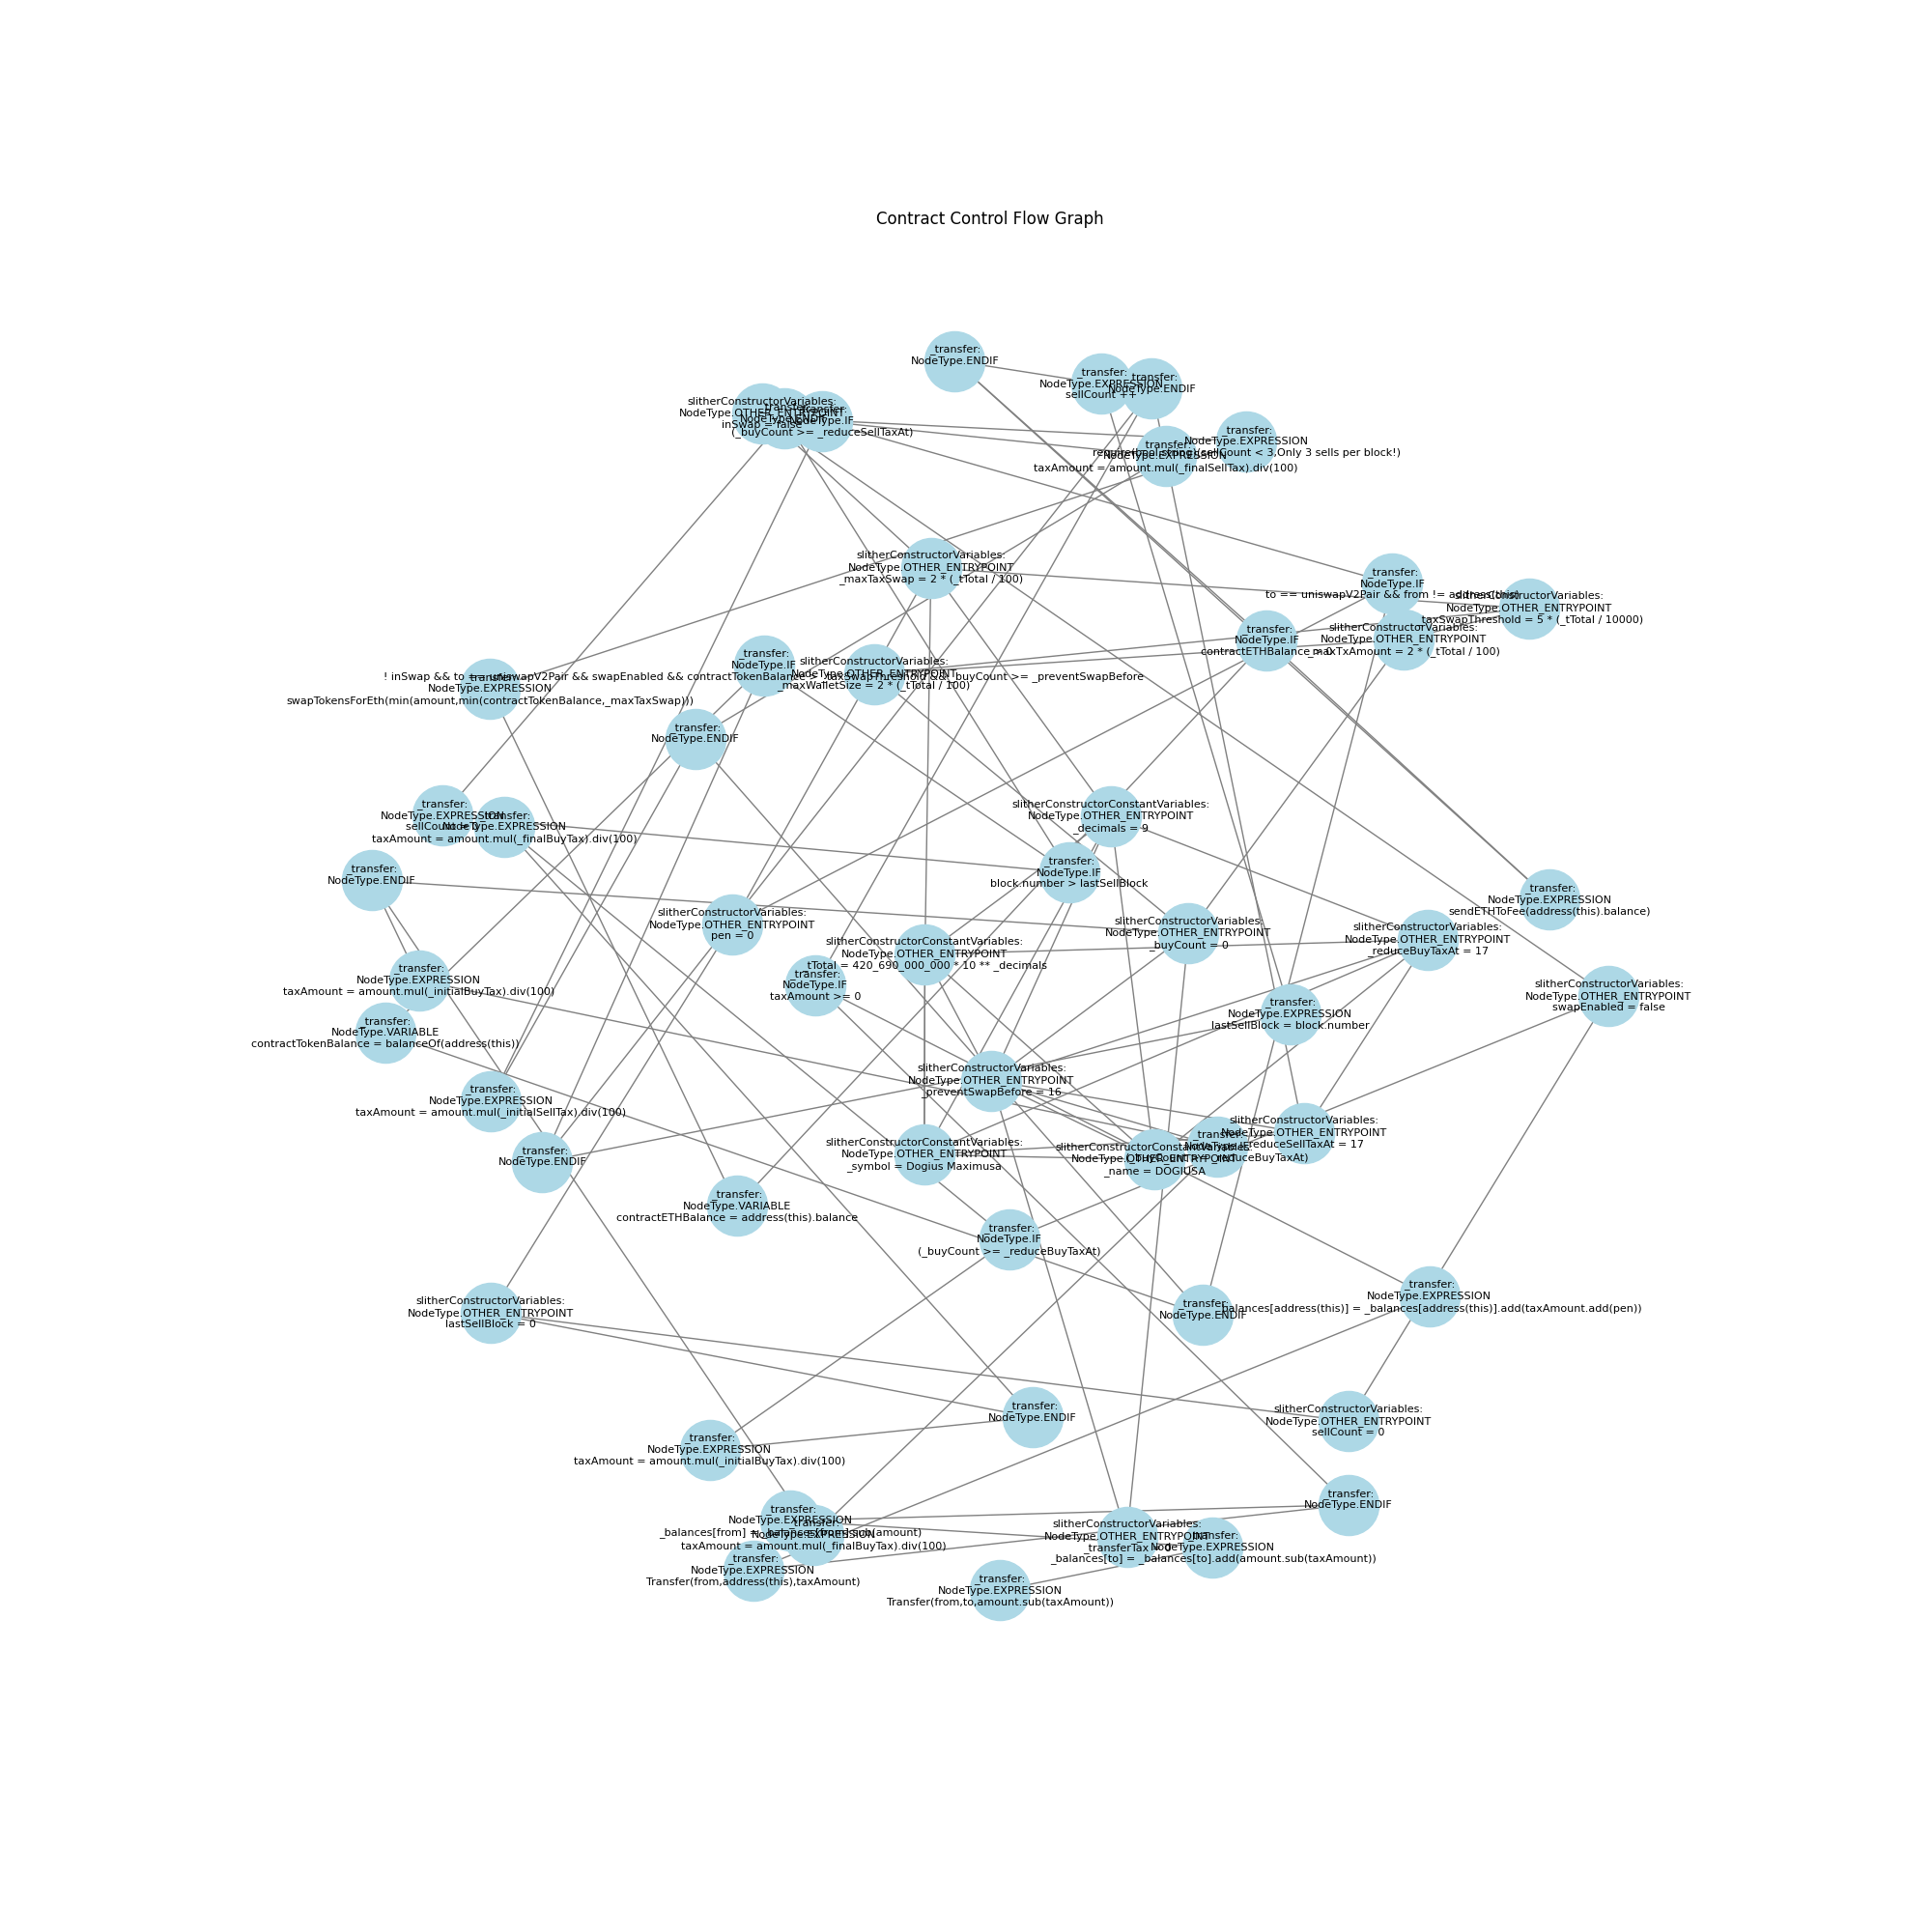 Contract Control Flow Graph
_transfer:
NodeType.ENDIF
_transfer:
NodeType.EXPRESSION
sellCount ++
_transfer:
NodeType.ENDIF
slitherConstructorVariables:
NodeType.OTHER_ENTRYPOINT
inSwap = false
_transfer:
NodeType.ENDIF
_transfer:
NodeType.IF
(_buyCount >= _reduceSellTaxAt)
_transfer:
NodeType.EXPRESSION
require(bool,string)(sellCount < 3,Only 3 sells per block!)
_transfer:
NodeType.EXPRESSION
taxAmount = amount.mul(_finalSellTax).div(100)
slitherConstructorVariables:
NodeType.OTHER_ENTRYPOINT
_maxTaxSwap = 2 * (_tTotal / 100)
_transfer:
NodeType.IF
to == uniswapV2Pair && from != address(this)
slitherConstructorVariables:
NodeType.OTHER_ENTRYPOINT
taxSwapThreshold = 5 * (_tTotal / 10000)
_transfer:
NodeType.IF
contractETHBalance > 0
slitherConstructorVariables:
NodeType.OTHER_ENTRYPOINT
_maxTxAmount = 2 * (_tTotal / 100)
_transfer:
NodeType.IF
! inSwap && to == uniswapV2Pair && swapEnabled && contractTokenBalance > _taxSwapThreshold && _buyCount >= _preventSwapBefore
slitherConstructorVariables:
NodeType.OTHER_ENTRYPOINT
_maxWalletSize = 2 * (_tTotal / 100)
_transfer:
NodeType.EXPRESSION
swapTokensForEth(min(amount,min(contractTokenBalance,_maxTaxSwap)))
_transfer:
NodeType.ENDIF
_transfer:
NodeType.EXPRESSION
sellCount = 0
_transfer:
NodeType.EXPRESSION
taxAmount = amount.mul(_finalBuyTax).div(100)
slitherConstructorConstantVariables:
NodeType.OTHER_ENTRYPOINT
_decimals = 9
_transfer:
NodeType.IF
block.number > lastSellBlock
_transfer:
NodeType.ENDIF
_transfer:
NodeType.EXPRESSION
sendETHToFee(address(this).balance)
slitherConstructorVariables:
NodeType.OTHER_ENTRYPOINT
pen = 0
slitherConstructorVariables:
NodeType.OTHER_ENTRYPOINT
_buyCount = 0
slitherConstructorVariables:
NodeType.OTHER_ENTRYPOINT
_reduceBuyTaxAt = 17
slitherConstructorConstantVariables:
NodeType.OTHER_ENTRYPOINT
_tTotal = 420_690_000_000 * 10 ** _decimals
_transfer:
NodeType.IF
taxAmount >= 0
_transfer:
NodeType.EXPRESSION
taxAmount = amount.mul(_initialBuyTax).div(100)
slitherConstructorVariables:
NodeType.OTHER_ENTRYPOINT
swapEnabled = false
_transfer:
NodeType.EXPRESSION
lastSellBlock = block.number
_transfer:
NodeType.VARIABLE
contractTokenBalance = balanceOf(address(this))
slitherConstructorVariables:
NodeType.OTHER_ENTRYPOINT
_preventSwapBefore = 16
_transfer:
NodeType.EXPRESSION
taxAmount = amount.mul(_initialSellTax).div(100)
slitherConstructorVariables:
NodeType.OTHER_ENTRYPOINT
_reduceSellTaxAt = 17
_transfer:
NodeType.IF
(_buyCount >= _reduceBuyTaxAt)
slitherConstructorConstantVariables:
NodeType.OTHER_ENTRYPOINT
_name = DOGIUSA
slitherConstructorConstantVariables:
NodeType.OTHER_ENTRYPOINT
_symbol = Dogius Maximusa
_transfer:
NodeType.ENDIF
_transfer:
NodeType.VARIABLE
contractETHBalance = address(this).balance
_transfer:
NodeType.IF
(_buyCount >= _reduceBuyTaxAt)
_transfer:
NodeType.EXPRESSION
_balances[address(this)] = _balances[address(this)].add(taxAmount.add(pen))
_transfer:
NodeType.ENDIF
slitherConstructorVariables:
NodeType.OTHER_ENTRYPOINT
lastSellBlock = 0
_transfer:
NodeType.ENDIF
slitherConstructorVariables:
NodeType.OTHER_ENTRYPOINT
sellCount = 0
_transfer:
NodeType.EXPRESSION
taxAmount = amount.mul(_initialBuyTax).div(100)
_transfer:
NodeType.ENDIF
_transfer:
NodeType.EXPRESSION
_balances[from] = _balances[from].sub(amount)
_transfer:
NodeType.EXPRESSION
taxAmount = amount.mul(_finalBuyTax).div(100)
slitherConstructorVariables:
NodeType.OTHER_ENTRYPOINT
_transferTax = 0
_transfer:
NodeType.EXPRESSION
_balances[to] = _balances[to].add(amount.sub(taxAmount))
_transfer:
NodeType.EXPRESSION
Transfer(from,address(this),taxAmount)
_transfer:
NodeType.EXPRESSION
Transfer(from,to,amount.sub(taxAmount))